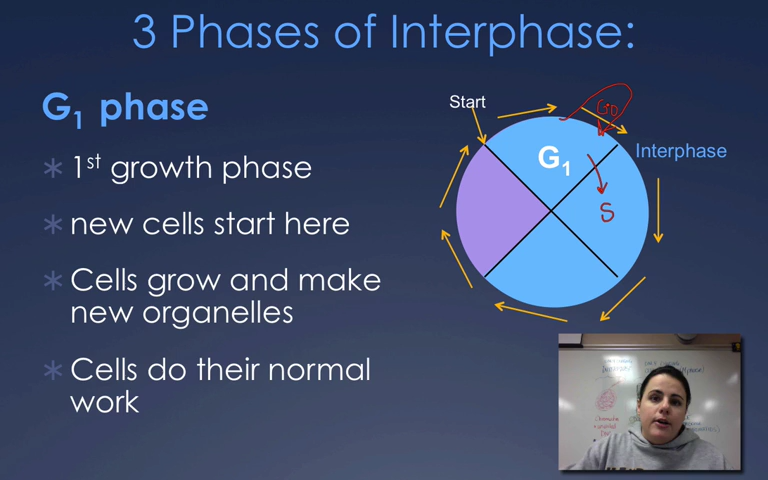 3 Phases of Interphase:
G₁ phase
1st growth phase
new cells start here
Cells grow and make
new organelles
Cells do their normal
work
Start
G0
G₁
Interphase
S